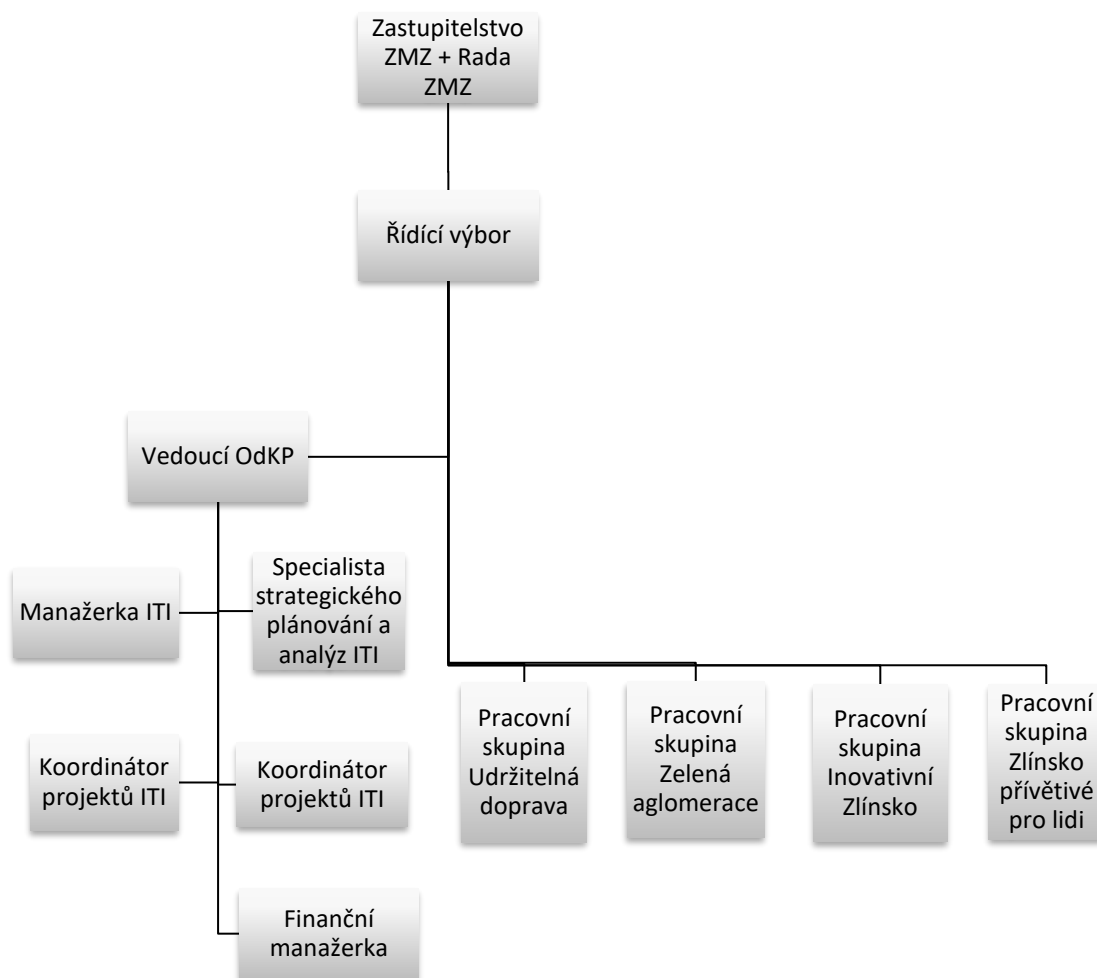 Zastupitelstvo
ZMZ + Rada
ZMZ
Řídící výbor
Vedoucí OdKP
Manažerka ITI
Specialista
strategického
plánování a
analýz ITI
Koordinátor
projektů ITI
Koordinátor
projektů ITI
Finanční
manažerka
Pracovní
skupina
Udržitelná
doprava
Pracovní
skupina
Zelená
aglomerace
Pracovní
skupina
Inovativní
Zlínsko
Pracovní
skupina
Zlínsko
přívětivé
pro lidi